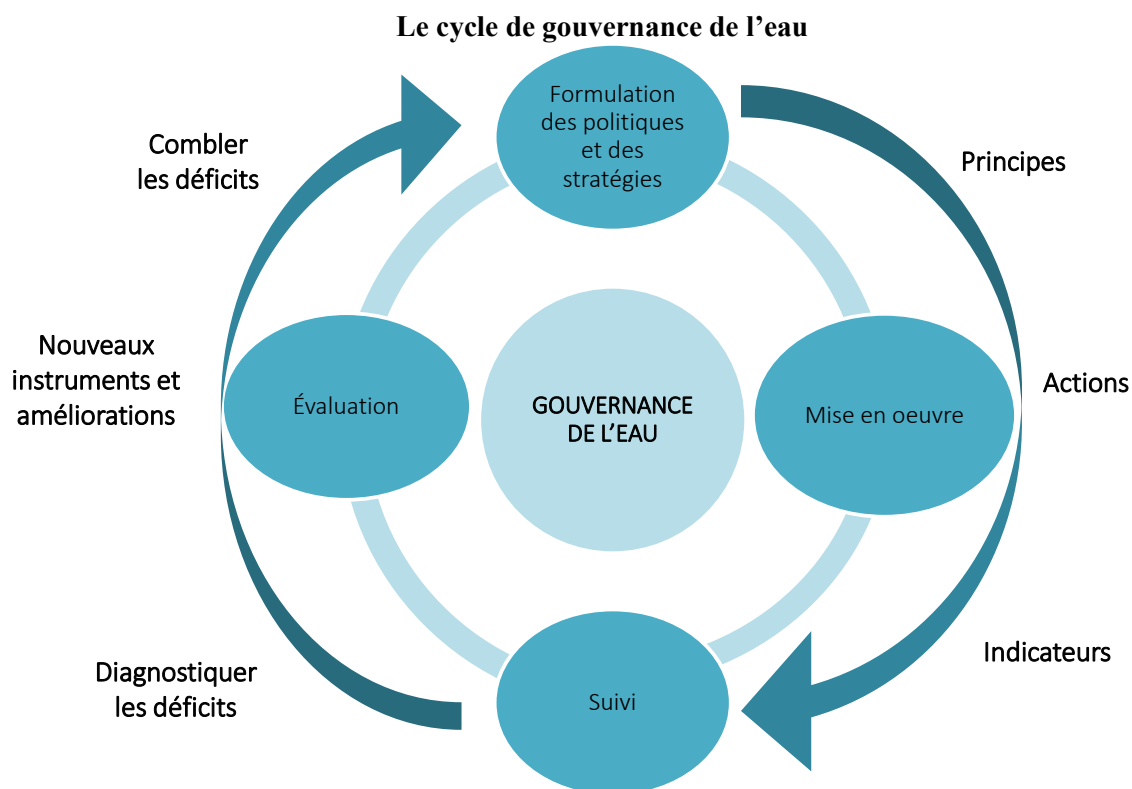 Le cycle de gouvernance de l’eau
Formulation
des politiques
et des
stratégies
Combler
les déficits
Principes
Nouveaux
instruments et
améliorations
Évaluation
GOUVERNANCE
DE L’EAU
Mise en oeuvre
Actions
Diagnostiquer
les déficits
Suivi
Indicateurs